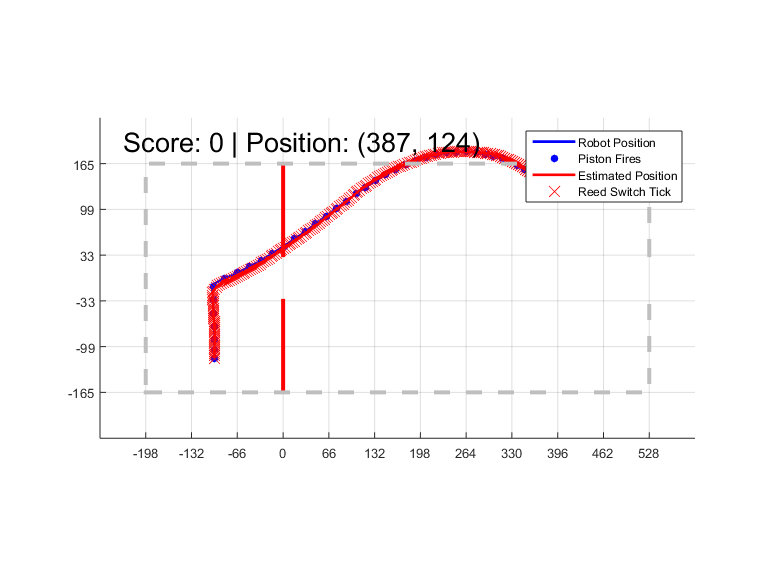 Score: 0 | Position: (387, 124)
Robot Position
Piston Fires
Estimated Position
Reed Switch Tick
165
99
33
-33
-99
-165
-198 -132 -66 0 66 132 198 264 330 396 462 528